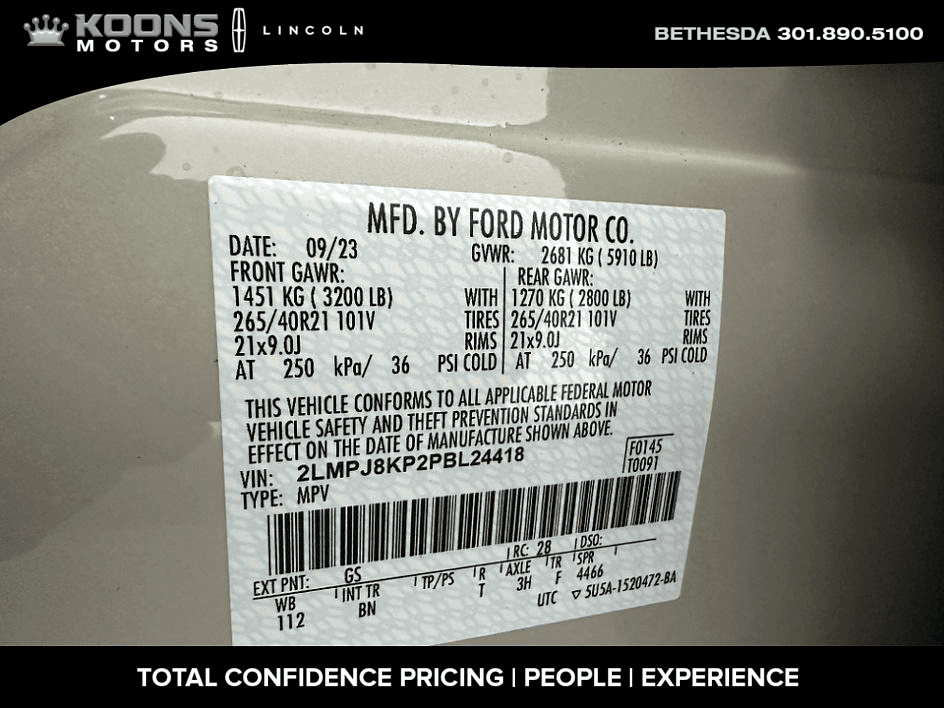 KOONS
MOTORS
LINCOLN
BETHESDA 301.890.5100
MFD. BY FORD MOTOR CO.
DATE: 09/23 GVWR: 2681 KG ( 5910 LB)
FRONT GAWR: REAR GAWR:
1451 KG ( 3200 LB) WITH 1270 KG ( 2800 LB) WITH
265/40R21 101V TIRES 265/40R21 101V TIRES
21x9.0J RIMS 21x9.0J RIMS
AT 250 kPa/ 36 PSI COLD AT 250 kPa/ 36 PSI COLD
THIS VEHICLE CONFORMS TO ALL APPLICABLE FEDERAL MOTOR
VEHICLE SAFETY AND THEFT PREVENTION STANDARDS IN
EFFECT ON THE DATE OF MANUFACTURE SHOWN ABOVE.
VIN: 2LMPJ8KP2PBL24418 F0145
TYPE: MPV T0091
EXT PNT: GS RC: 28 DSO:
WB INT TR TP/PS R AXLE TR SPR
112 BN T 3H F 4466
UTC ▽ 5U5A-1520472-BA
TOTAL CONFIDENCE PRICING | PEOPLE | EXPERIENCE